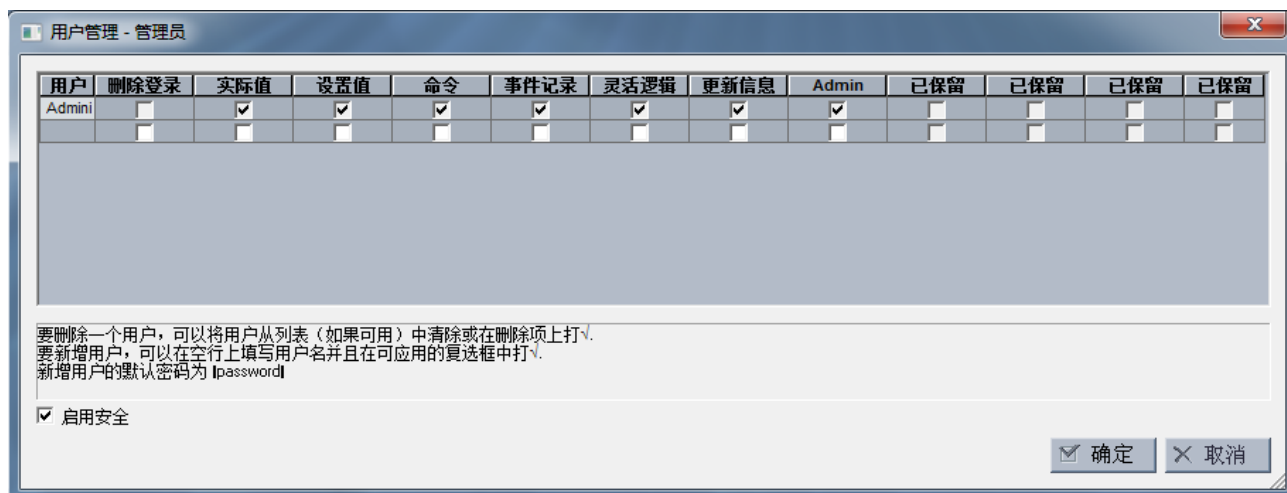 用户管理 - 管理员
用户 删除登录 实际值 设置值 命令 事件记录 灵活逻辑 更新信息 Admin 已保留 已保留 已保留 已保留
Admini
要删除一个用户，可以将用户从列表（如果可用）中清除或在删除项上打√.
要新增用户，可以在空行上填写用户名并且在可应用的复选框中打√.
新增用户的默认密码为 |password|
启用安全
确定 取消